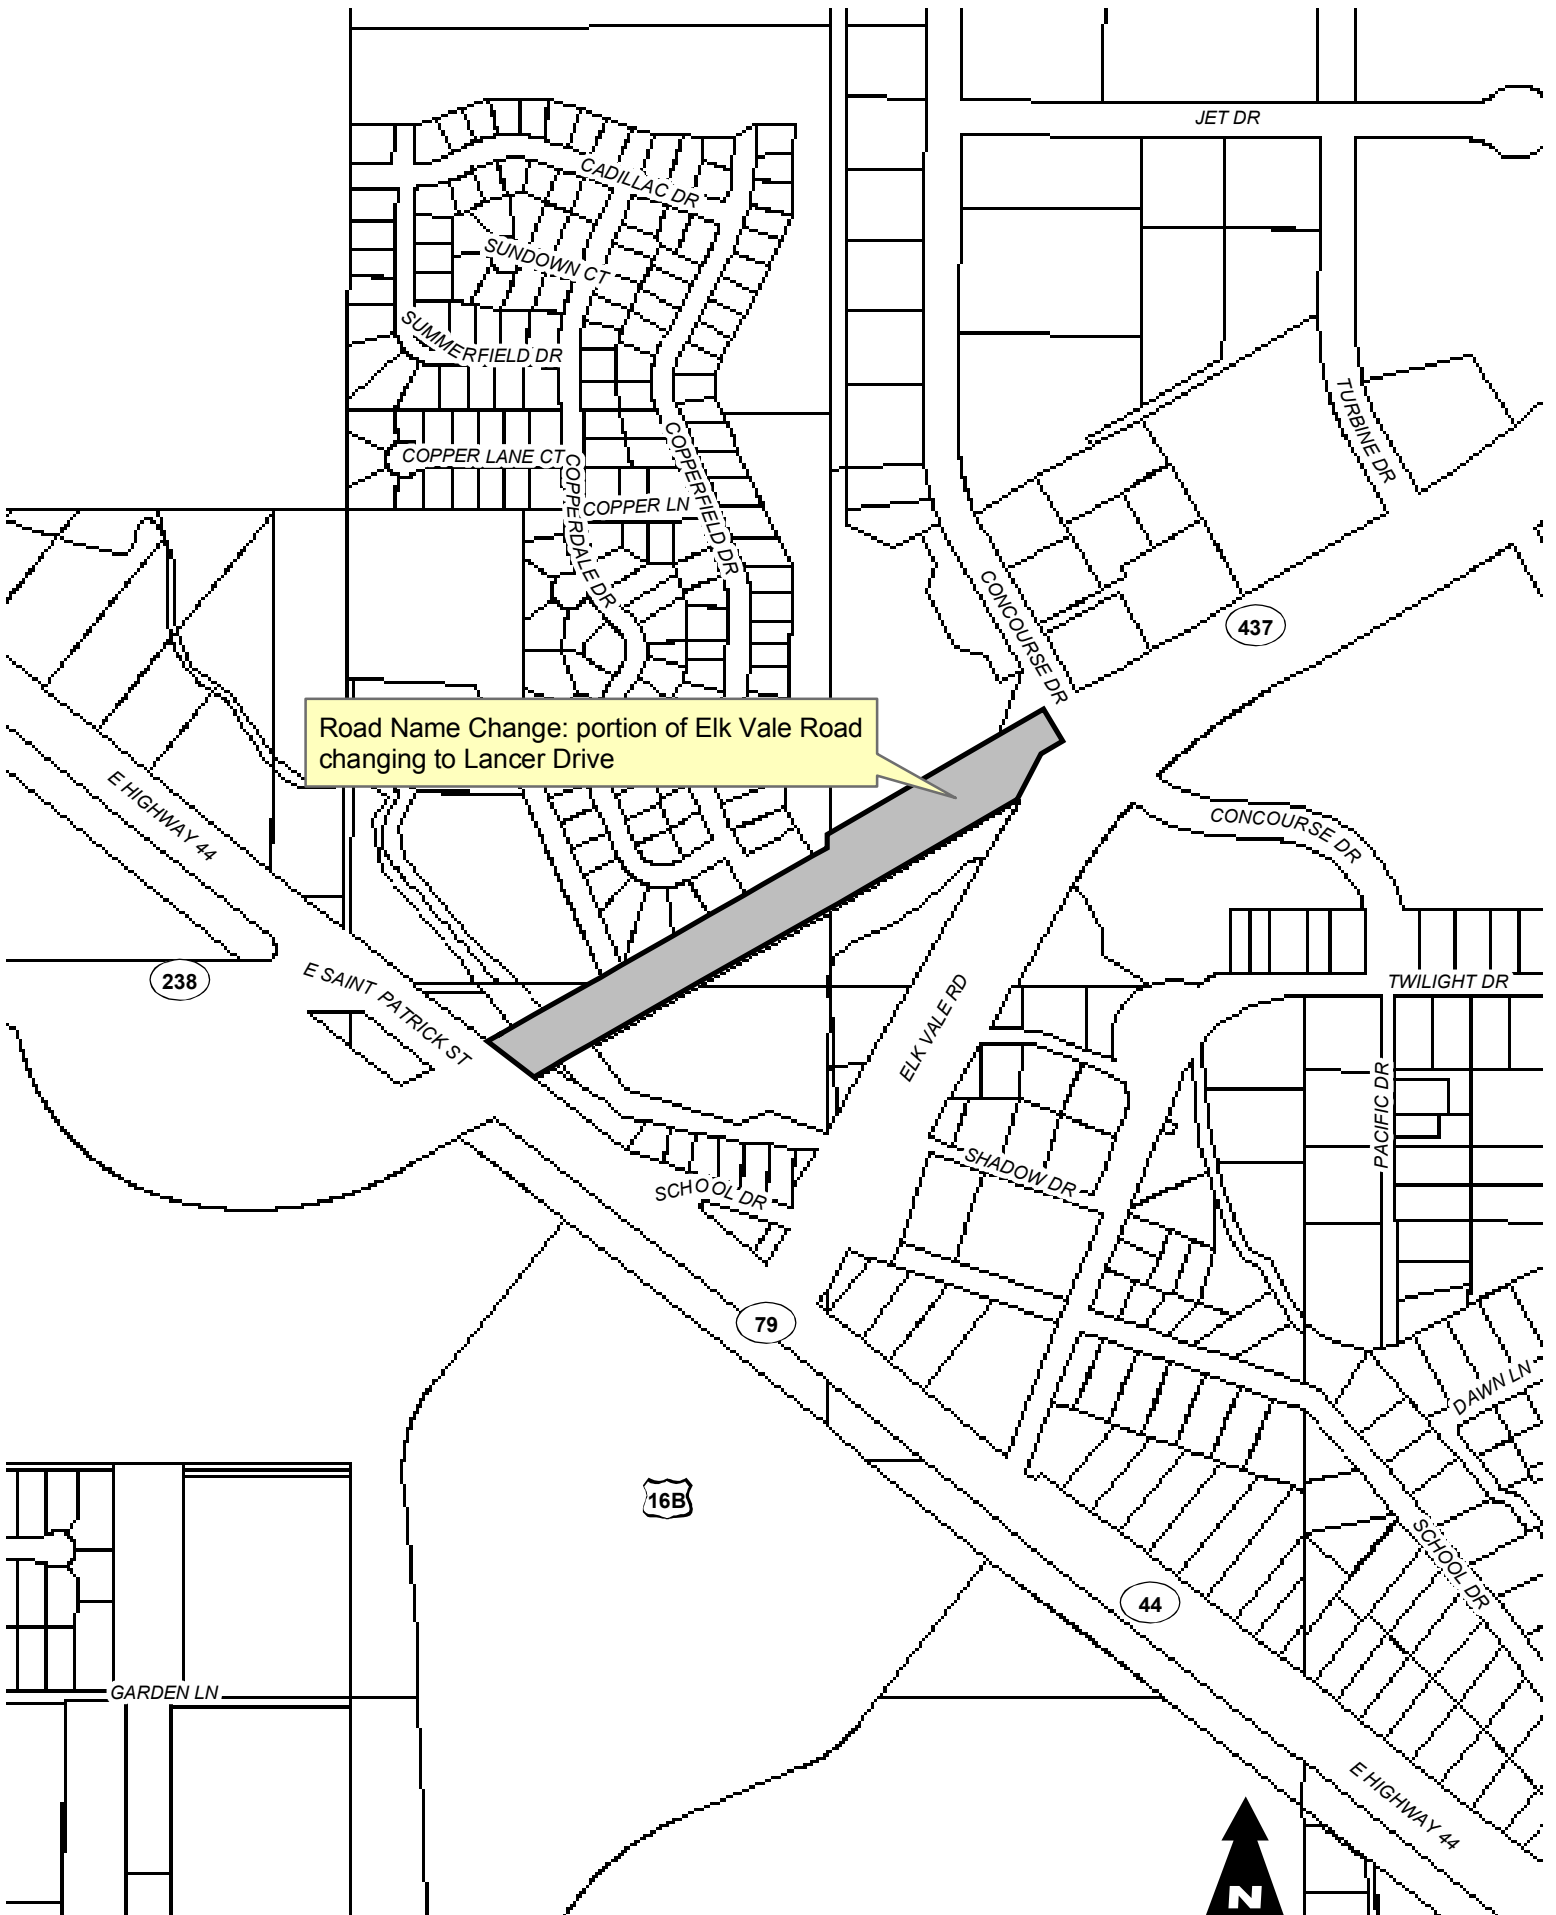 JET DR
CADILLAC DR
SUNDOWN CT
SUMMERFIELD DR
TURBINE DR
COPPER LANE CT
COPPERFIELD DR
COPPERDALE DR
COPPER LN
CONCOURSE DR
437
Road Name Change: portion of Elk Vale Road
changing to Lancer Drive
E HIGHWAY 44
CONCOURSE DR
238
E SAINT PATRICK ST
TWILIGHT DR
ELK VALE RD
PACIFIC DR
SHADOW DR
SCHOOL DR
79
DAWN LN
16B
SCHOOL DR
44
GARDEN LN
E HIGHWAY 44
N